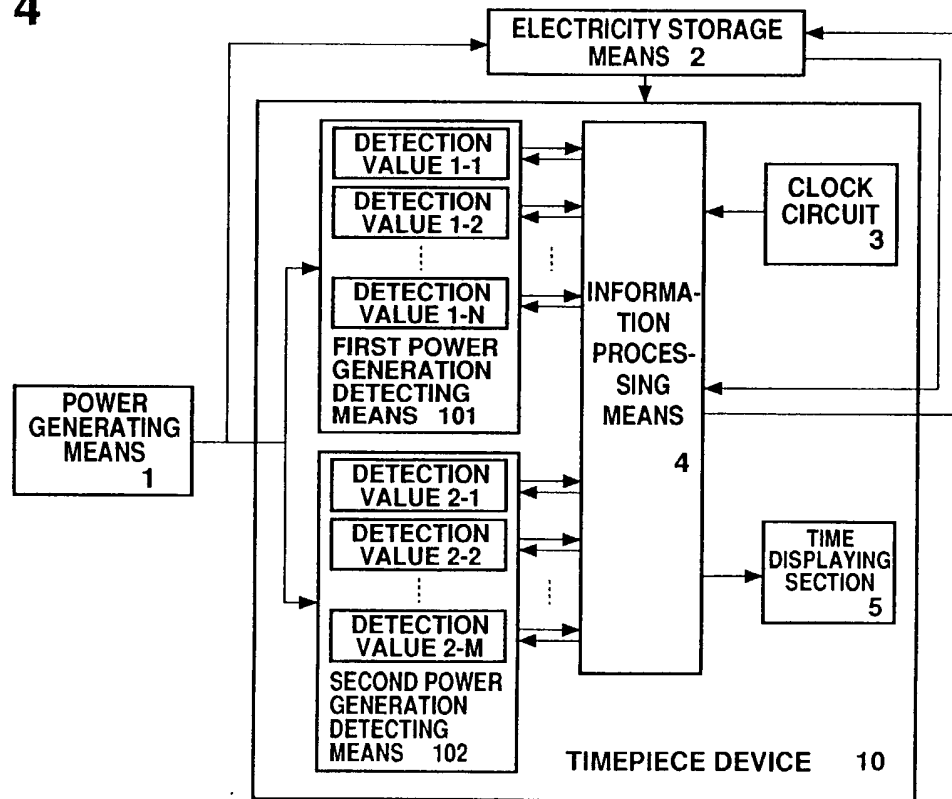 4
ELECTRICITY STORAGE
MEANS 2
DETECTION
VALUE 1-1
DETECTION
VALUE 1-2
DETECTION
VALUE 1-N
FIRST POWER
GENERATION
DETECTING
MEANS 101
CLOCK
CIRCUIT
3
INFORMA-
TION
PROCES-
SING
MEANS
4
POWER
GENERATING
MEANS
1
DETECTION
VALUE 2-1
DETECTION
VALUE 2-2
DETECTION
VALUE 2-M
SECOND POWER
GENERATION
DETECTING
MEANS 102
TIME
DISPLAYING
SECTION
5
TIMEPIECE DEVICE 10